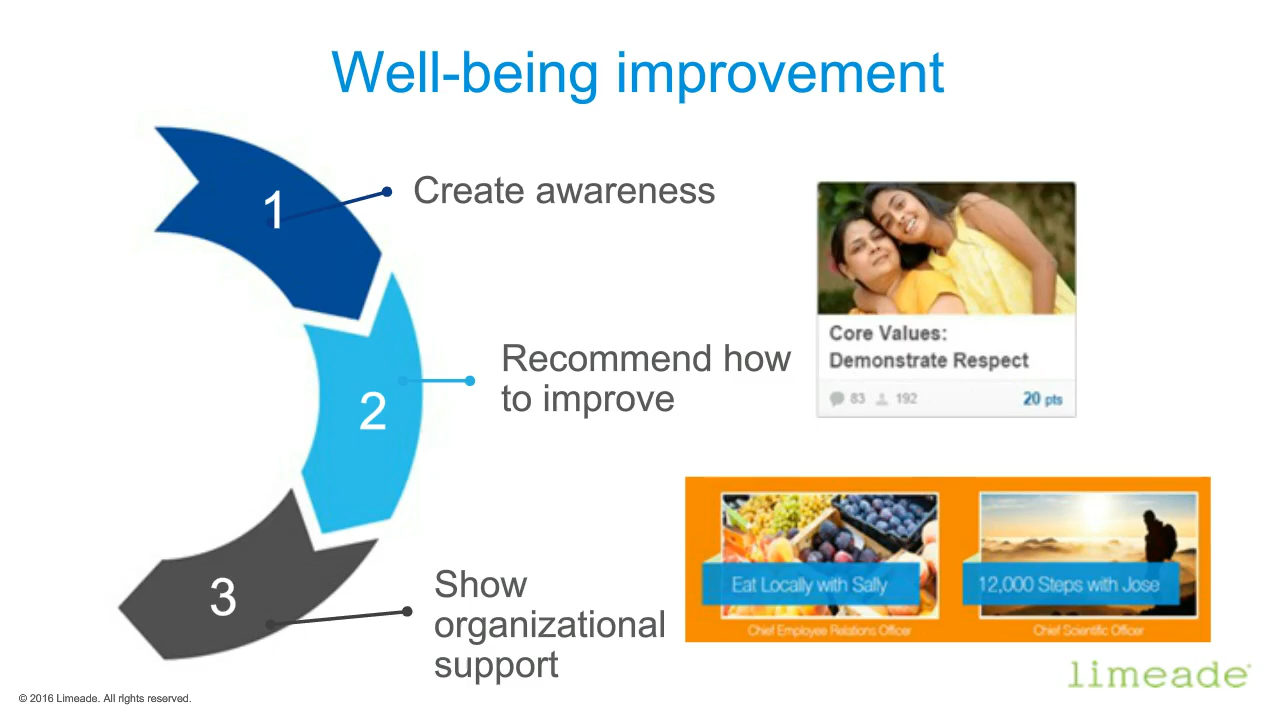 Well-being improvement
1
Create awareness
Core Values:
Demonstrate Respect
83 192 20 pts
2
Recommend how
to improve
Eat Locally with Sally
12,000 Steps with Jose
Chief Employee Relations Officer
Chief Scientific Officer
3
Show
organizational
support
limeade
© 2016 Limeade. All rights reserved.